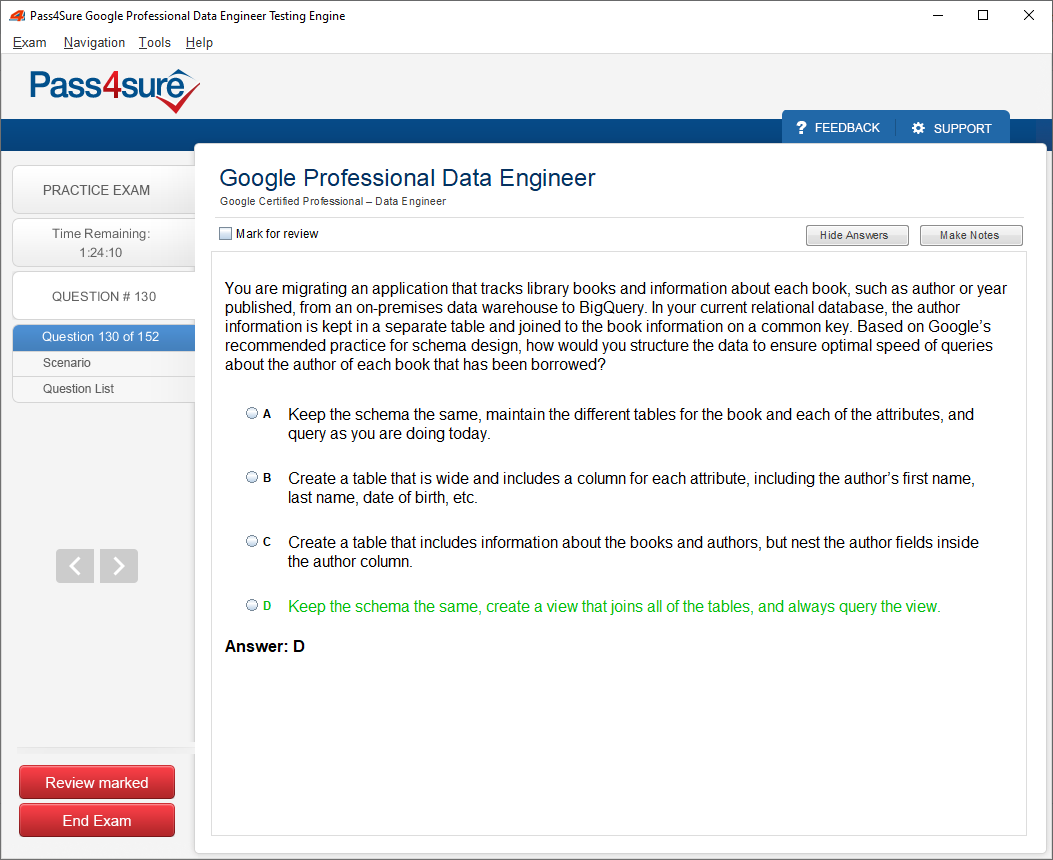 Pass4Sure Google Professional Data Engineer Testing Engine
Exam Navigation Tools Help
Pass4sure
? FEEDBACK SUPPORT
PRACTICE EXAM
Time Remaining:
1:24:10
QUESTION # 130
Question 130 of 152
Scenario
Question List
Review marked
End Exam
Google Professional Data Engineer
Google Certified Professional – Data Engineer
Mark for review
Hide Answers Make Notes
You are migrating an application that tracks library books and information about each book, such as author or year
published, from an on-premises data warehouse to BigQuery. In your current relational database, the author
information is kept in a separate table and joined to the book information on a common key. Based on Google’s
recommended practice for schema design, how would you structure the data to ensure optimal speed of queries
about the author of each book that has been borrowed?
A Keep the schema the same, maintain the different tables for the book and each of the attributes, and
query as you are doing today.
B Create a table that is wide and includes a column for each attribute, including the author’s first name,
last name, date of birth, etc.
C Create a table that includes information about the books and authors, but nest the author fields inside
the author column.
D Keep the schema the same, create a view that joins all of the tables, and always query the view.
Answer: D